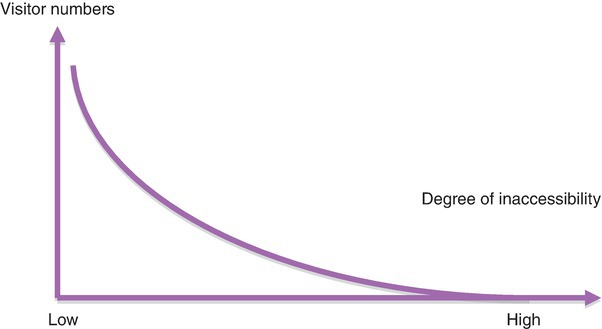 Visitor numbers
Degree of inaccessibility
Low
High